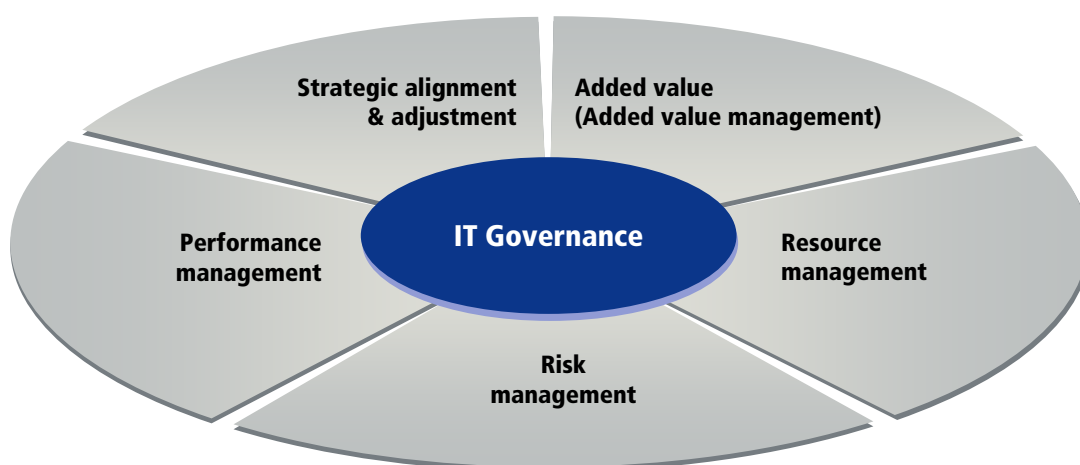 Strategic alignment
& adjustment
Added value
(Added value management)
Performance
management
IT Governance
Resource
management
Risk
management